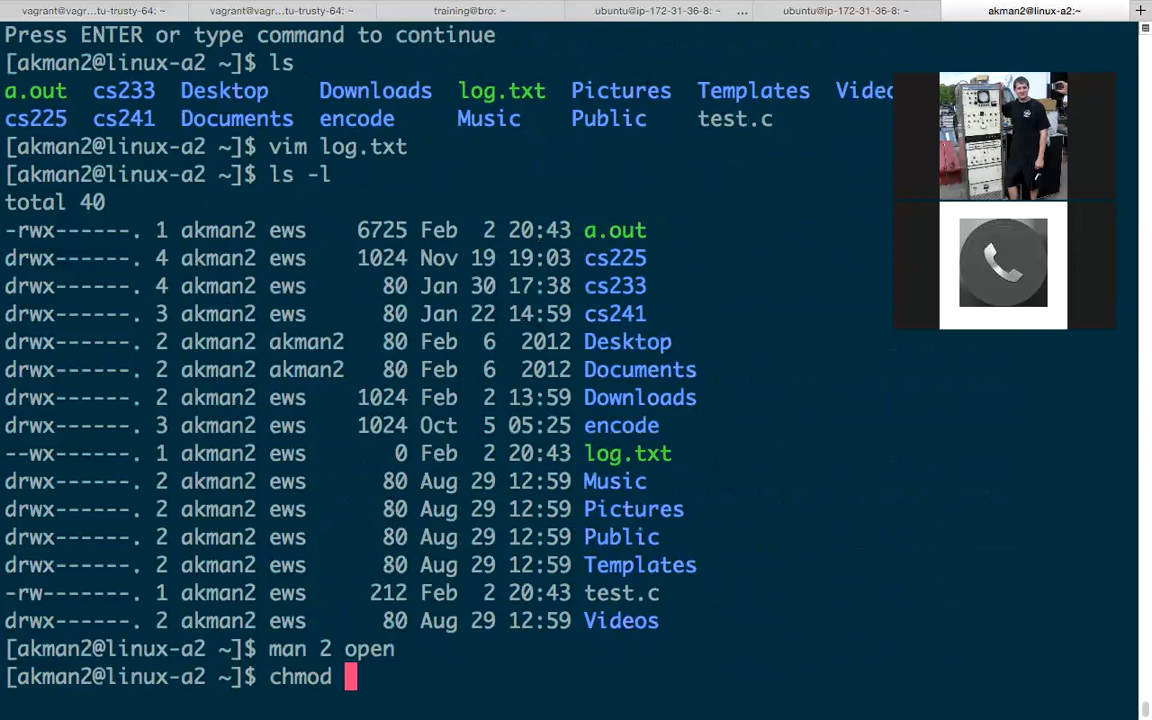 vagrant@vagr...tu-trusty-64: ~
vagrant@vagr...tu-trusty-64: ~
training@bro: ~
ubuntu@ip-172-31-36-8: ~
ubuntu@ip-172-31-36-8: ~
akman2@linux-a2:~
Press ENTER or type command to continue
[akman2@linux-a2 ~]$ ls
a.out cs233 Desktop Downloads log.txt Pictures Templates Video
cs225 cs241 Documents encode Music Public test.c
[akman2@linux-a2 ~]$ vim log.txt
[akman2@linux-a2 ~]$ ls -l
total 40
-rwx------. 1 akman2 ews 6725 Feb 2 20:43 a.out
drwx------. 4 akman2 ews 1024 Nov 19 19:03 cs225
drwx------. 4 akman2 ews 80 Jan 30 17:38 cs233
drwx------. 3 akman2 ews 80 Jan 22 14:59 cs241
drwx------. 2 akman2 akman2 80 Feb 6 2012 Desktop
drwx------. 2 akman2 akman2 80 Feb 6 2012 Documents
drwx------. 2 akman2 ews 1024 Feb 2 13:59 Downloads
drwx------. 3 akman2 ews 1024 Oct 5 05:25 encode
--wx------. 1 akman2 ews 0 Feb 2 20:43 log.txt
drwx------. 2 akman2 ews 80 Aug 29 12:59 Music
drwx------. 2 akman2 ews 80 Aug 29 12:59 Pictures
drwx------. 2 akman2 ews 80 Aug 29 12:59 Public
drwx------. 2 akman2 ews 80 Aug 29 12:59 Templates
-rw-------. 1 akman2 ews 212 Feb 2 20:43 test.c
drwx------. 2 akman2 ews 80 Aug 29 12:59 Videos
[akman2@linux-a2 ~]$ man 2 open
[akman2@linux-a2 ~]$ chmod